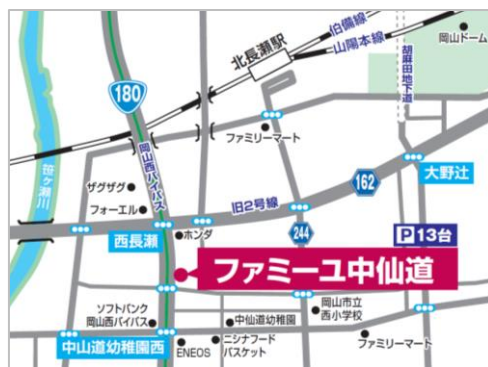 旧備線
山陽本線
岡山ドーム
北長瀬駅
胡麻田地下道
180
ファミリーマート
岡山西バイパス
笹ヶ瀬川
ザグザグ
フォーエル
旧2号線
162
大野辻
西長瀬
ホンダ
244
P 13台
ファミーユ中仙道
ソフトバンク
岡山西バイパス
中仙道幼稚園
岡山市立
西小学校
中山道幼稚園西
ENEOS
ニシナフード
バスケット
ファミリーマート